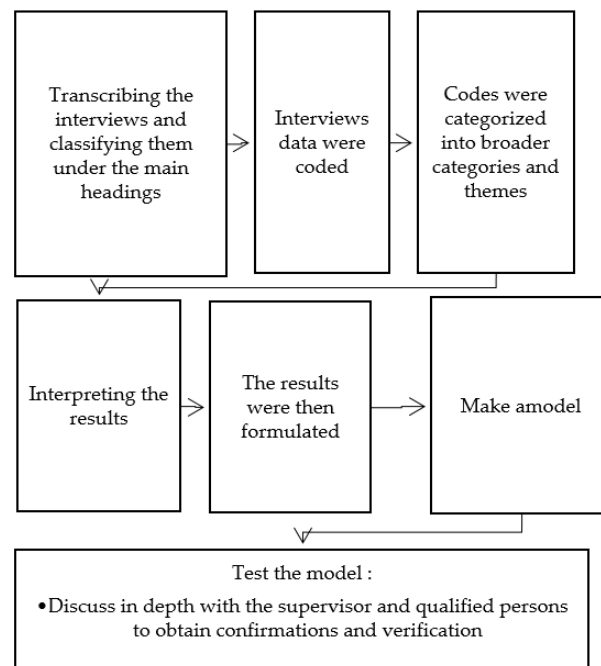 Transcribing the
interviews and
classifying them
under the main
headings
Interviews
data were
coded
Codes were
categorized
into broader
categories and
themes
Interpreting the
results
The results
were then
formulated
Make amodel
Test the model :
•Discuss in depth with the supervisor and qualified persons
to obtain confirmations and verification